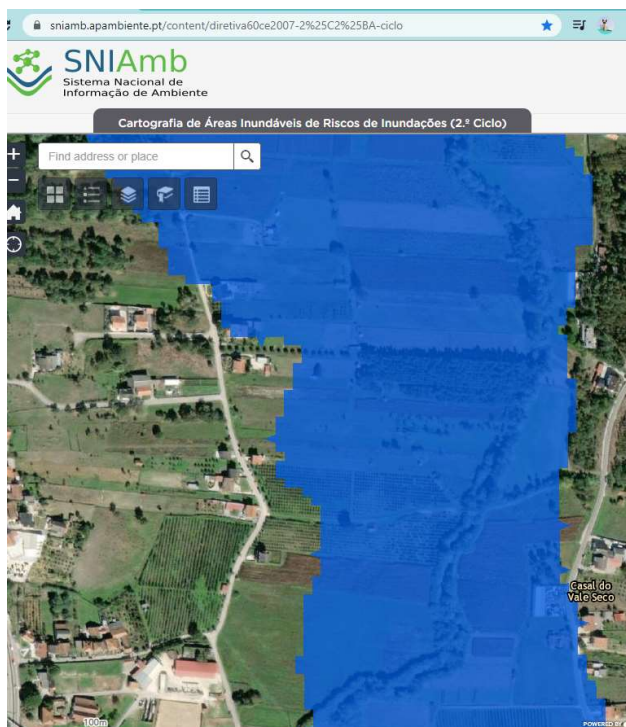 sniamb.apambiente.pt/content/diretiva60ce2007-2%25C2%25BA-ciclo
SNIAmb
Sistema Nacional de
Informação de Ambiente
Cartografia de Áreas Inundáveis de Riscos de Inundações (2.º Ciclo)
+
Find address or place
−
Casal do
Vale Seco
100m
POWERED BY